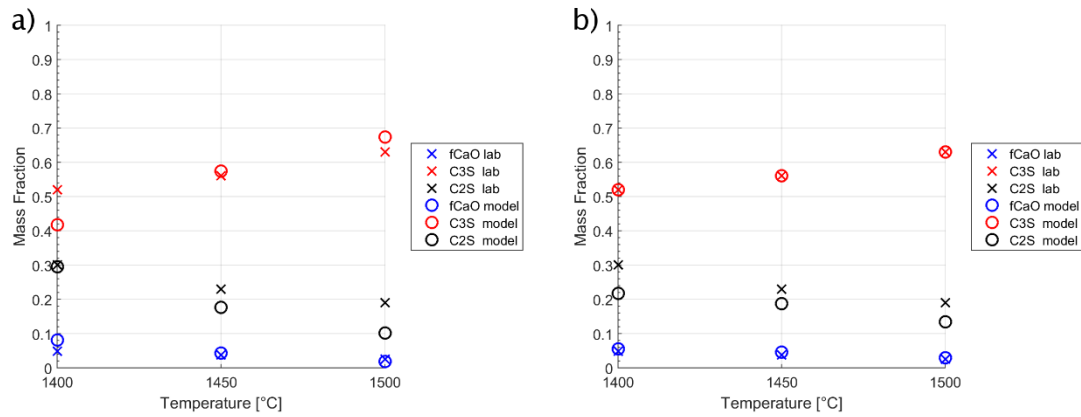 a)
1
0.9
0.8
0.7
0.6
0.5
0.4
0.3
0.2
0.1
0
Mass Fraction
1400
1450
1500
Temperature [°C]
fCaO lab
C3S lab
C2S lab
fCaO model
C3S model
C2S model
b)
1
0.9
0.8
0.7
0.6
0.5
0.4
0.3
0.2
0.1
0
Mass Fraction
1400
1450
1500
Temperature [°C]
fCaO lab
C3S lab
C2S lab
fCaO model
C3S model
C2S model